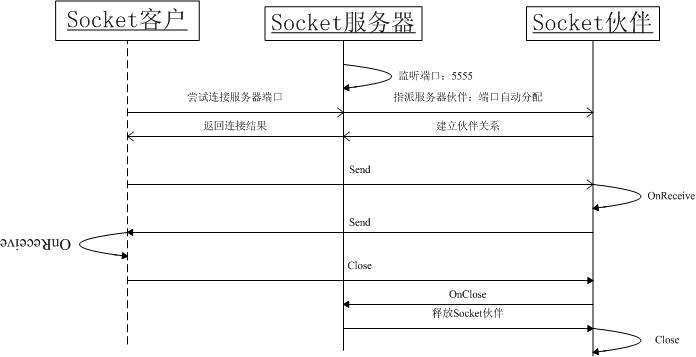 Socket客户
Socket服务器
Socket伙伴
监听端口：5555
尝试连接服务器端口
指派服务器伙伴：端口自动分配
返回连接结果
建立伙伴关系
Send
OnReceive
Send
OnReceive
Close
OnClose
释放Socket伙伴
Close